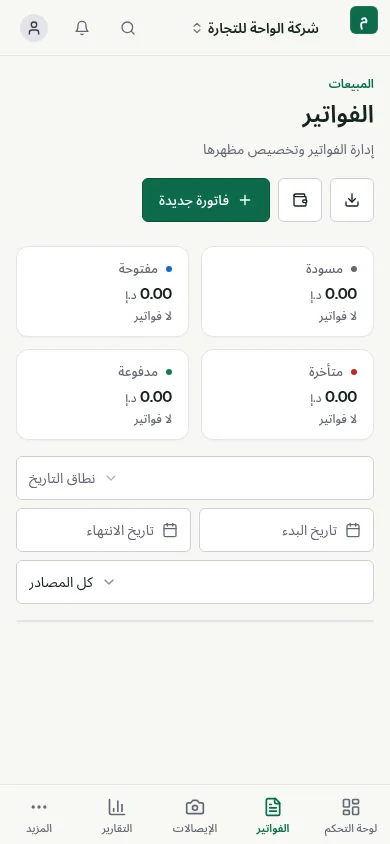 م
شركة الواحة للتجارة
المبيعات
الفواتير
إدارة الفواتير وتخصيص مظهرها
فاتورة جديدة
مسودة
0.00 د.إ
لا فواتير
مفتوحة
0.00 د.إ
لا فواتير
متأخرة
0.00 د.إ
لا فواتير
مدفوعة
0.00 د.إ
لا فواتير
نطاق التاريخ
تاريخ البدء
تاريخ الانتهاء
كل المصادر
لوحة التحكم
الفواتير
الإيصالات
التقارير
المزيد